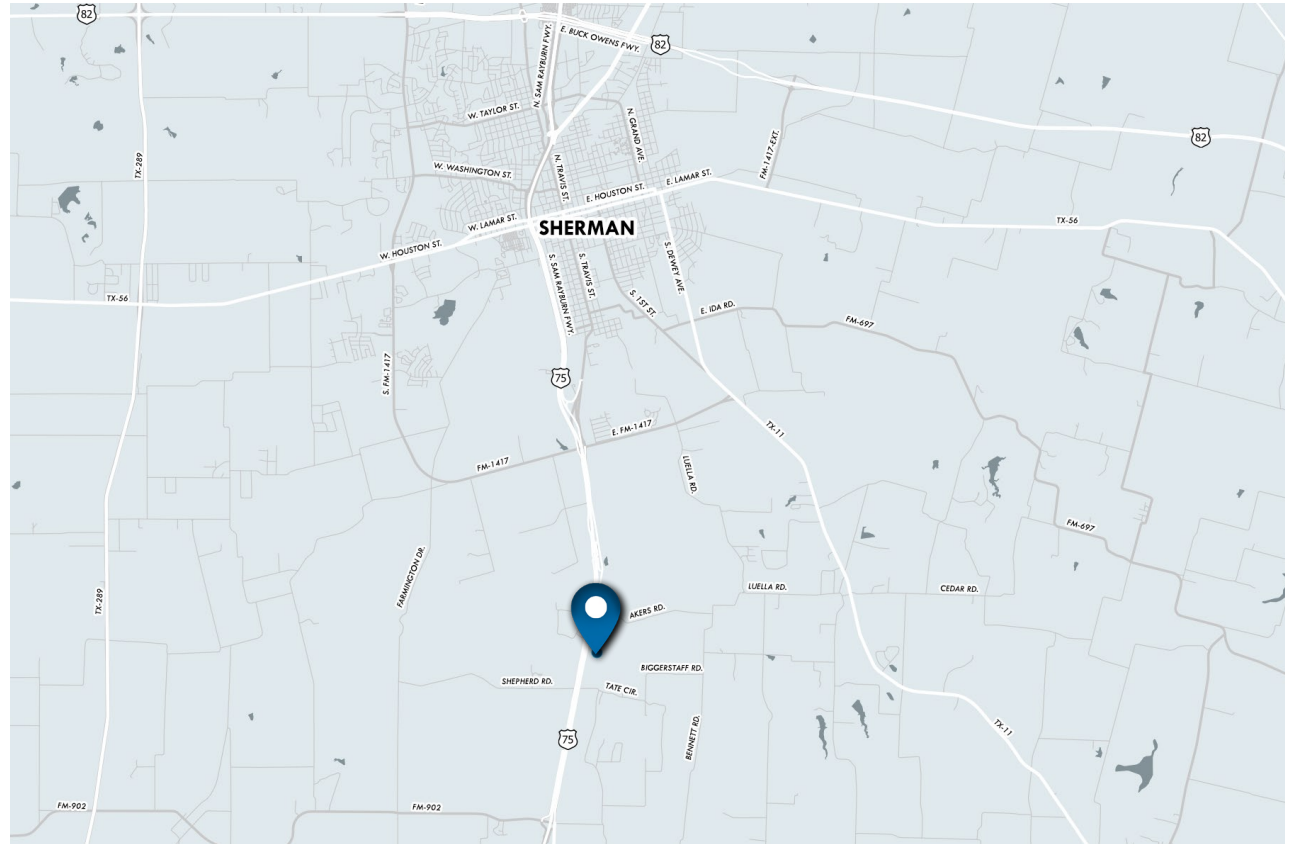 82
E. BUCK OWENS FWY.
82
N. SAM RAYBURN FWY.
W. TAYLOR ST.
N. GRAND AVE.
FM-1417-EXT.
82
TX-289
W. WASHINGTON ST.
N. TRAVIS ST.
E. HOUSTON ST.
E. LAMAR ST.
W. LAMAR ST.
SHERMAN
TX-56
W. HOUSTON ST.
S. SAM RAYBURN FWY.
S. TRAVIS ST.
S. DEWEY AVE.
TX-56
S. 1ST ST.
E. IDA RD.
FM-697
S. FM-1417
75
E. FM-1417
TX-11
FM-1417
LUELLA RD.
FM-697
FARMINGTON DR.
TX-289
LUELLA RD.
CEDAR RD.
AKERS RD.
BIGGERSTAFF RD.
SHEPHERD RD.
TATE CIR.
BENNETT RD.
TX-11
75
FM-902
FM-902